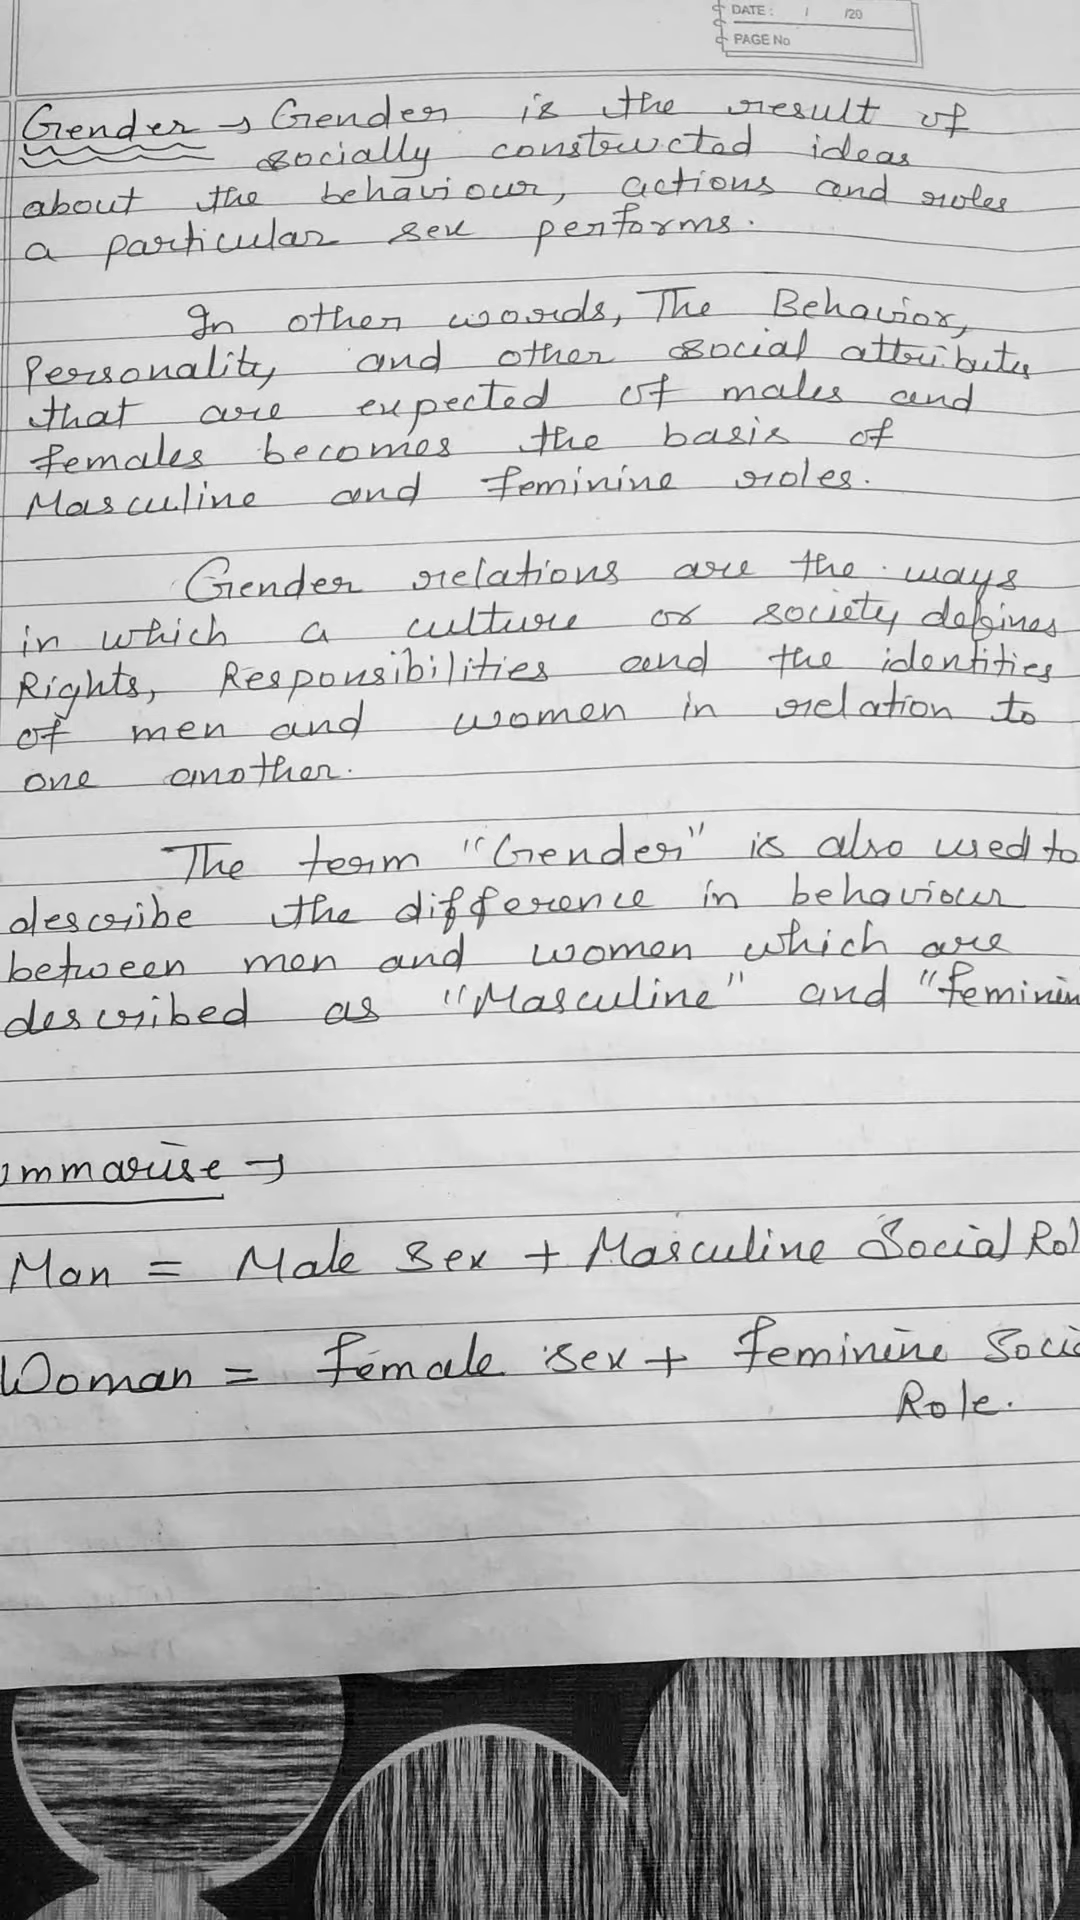 DATE: / /20
PAGE No
Gender → Gender is the result of
socially constructed ideas
about the behaviour, actions and roles
a particular sex performs.
In other words, The Behavior,
Personality and other social attributes
that are expected of males and
females becomes the basis of
Masculine and feminine roles.
Gender relations are the ways
in which a culture or society defines
Rights, Responsibilities and the identities
of men and women in relation to
one another.
The term "Gender" is also used to
describe the difference in behaviour
between men and women which are
described as "Masculine" and "feminin
ummarise →
Man = Male Sex + Masculine Social Rol
Woman = Female Sex + Feminine Socia
Role.